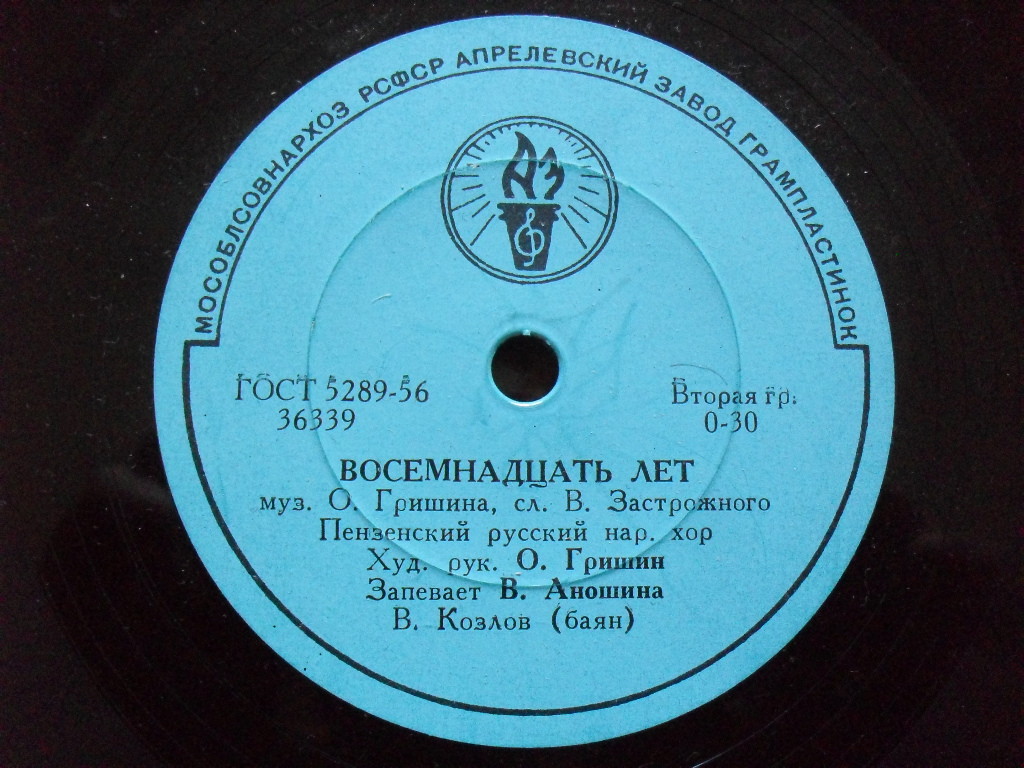 МОСОБЛСОВНАРХОЗ РСФСР АПРЕЛЕВСКИЙ ЗАВОД ГРАМПЛАСТИНОК
АЗ
ГОСТ 5289-56
36339
Вторая гр.
0-30
ВОСЕМНАДЦАТЬ ЛЕТ
муз. О. Гришина, сл. В. Застрожного
Пензенский русский нар. хор
Худ. рук. О. Гришин
Запевает В. Аношина
В. Козлов (баян)